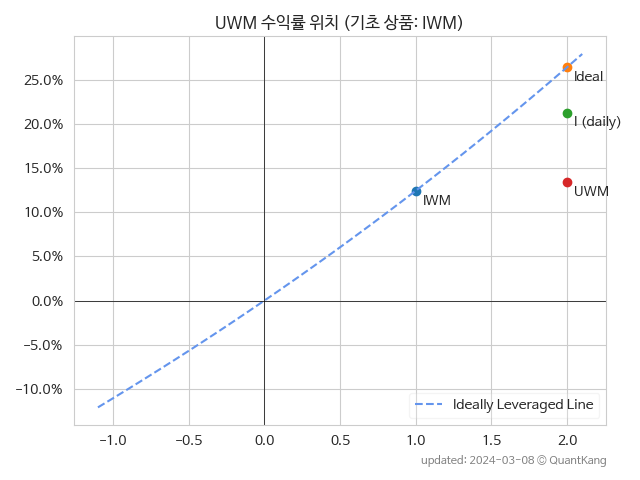 UWM 수익률 위치 (기초 상품: IWM)
25.0%
20.0%
15.0%
10.0%
5.0%
0.0%
−5.0%
−10.0%
Ideal
I (daily)
UWM
IWM
Ideally Leveraged Line
−1.0 −0.5 0.0 0.5 1.0 1.5 2.0
updated: 2024-03-08 © QuantKang